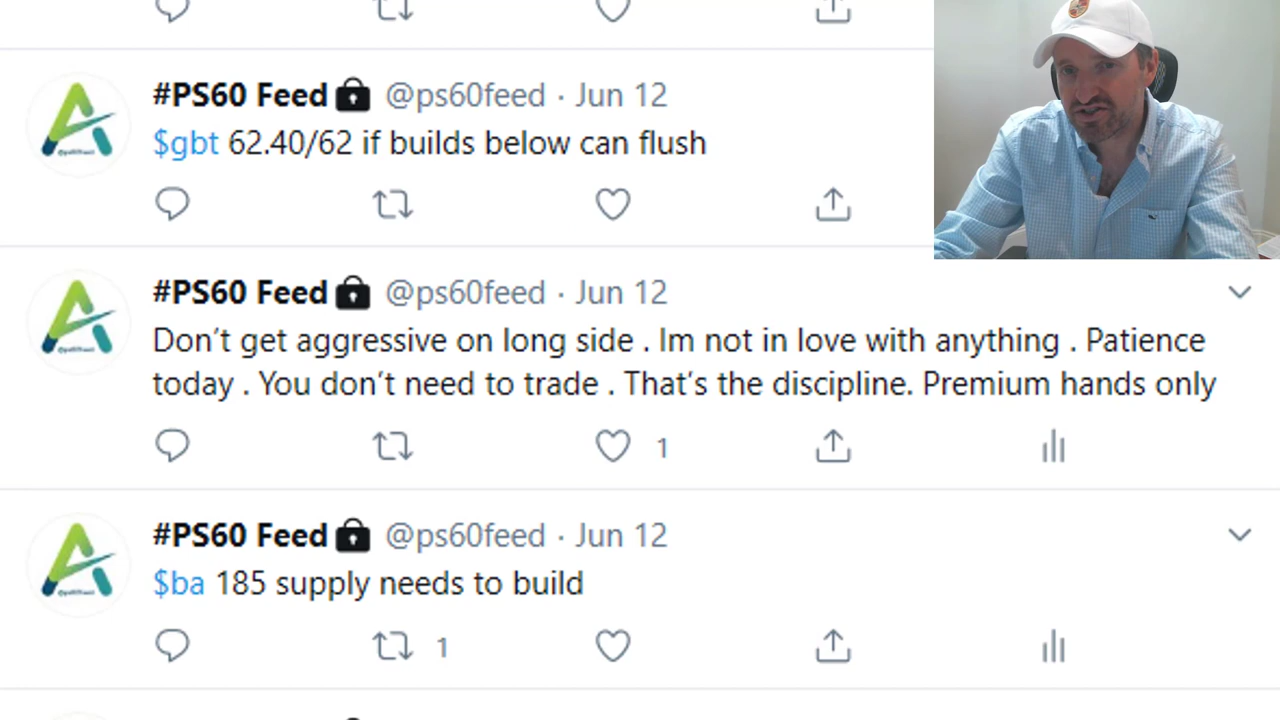 #PS60 Feed @ps60feed · Jun 12
$gbt 62.40/62 if builds below can flush
#PS60 Feed @ps60feed · Jun 12
Don’t get aggressive on long side . Im not in love with anything . Patience
today . You don’t need to trade . That’s the discipline. Premium hands only
1
#PS60 Feed @ps60feed · Jun 12
$ba 185 supply needs to build
1